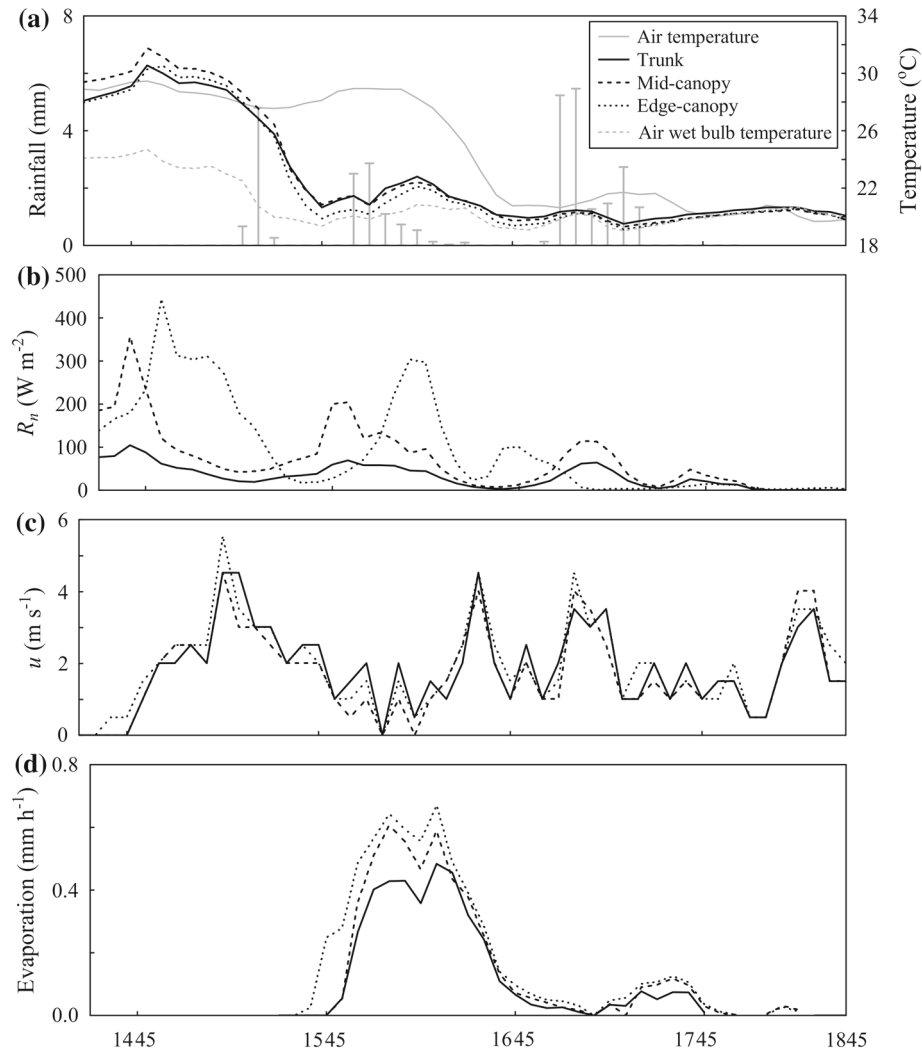 (a)
8
4
0
Rainfall (mm)
34
30
26
22
18
Temperature (°C)
Air temperature
Trunk
Mid-canopy
Edge-canopy
Air wet bulb temperature
(b)
500
400
300
200
100
0
Rn (W m-2)
(c)
6
4
2
0
u (m s-1)
(d)
0.8
0.4
0.0
Evaporation (mm h-1)
1445 1545 1645 1745 1845